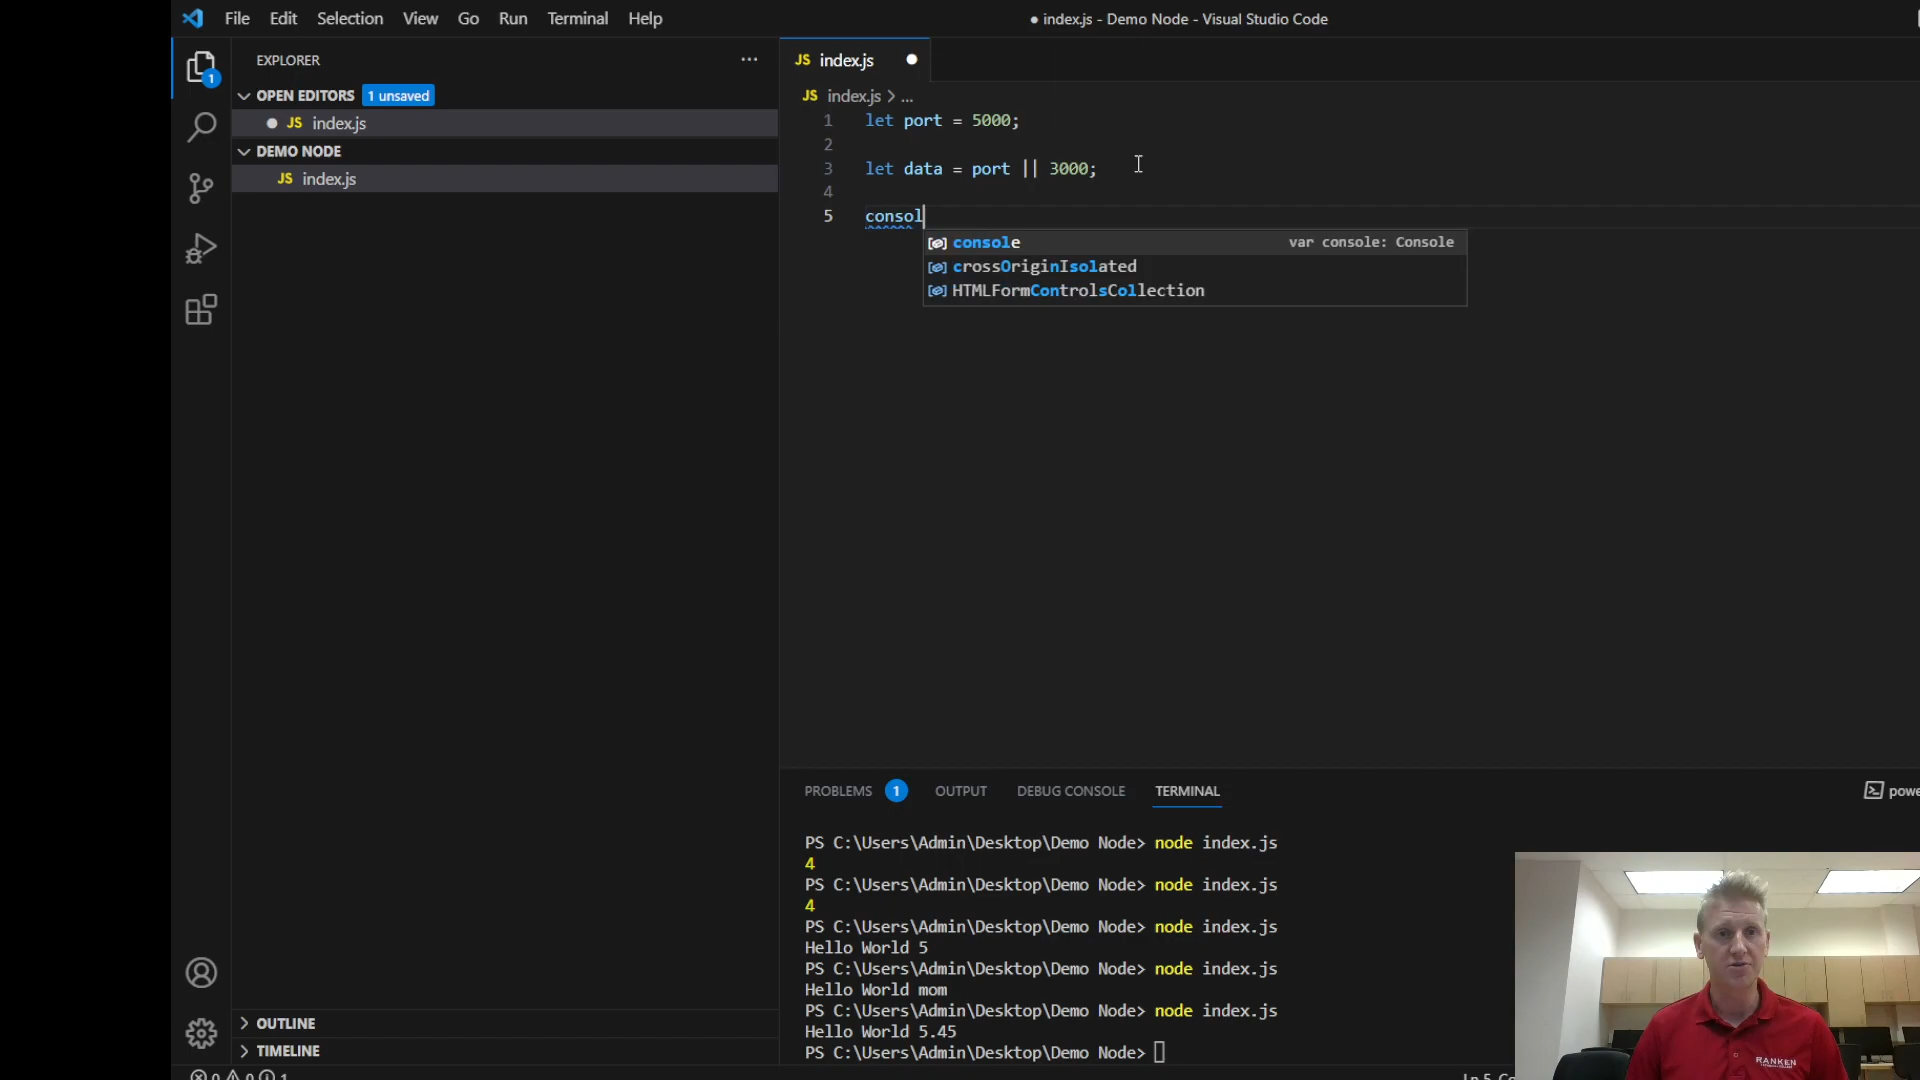 File Edit Selection View Go Run Terminal Help
● index.js - Demo Node - Visual Studio Code
EXPLORER ...
1
OPEN EDITORS 1 unsaved
● JS index.js
DEMO NODE
JS index.js
JS index.js ●
JS index.js > ...
1 let port = 5000;
2
3 let data = port || 3000;
4
5 consol
console var console: Console
crossOriginIsolated
HTMLFormControlsCollection
PROBLEMS 1 OUTPUT DEBUG CONSOLE TERMINAL
PS C:\Users\Admin\Desktop\Demo Node> node index.js
4
PS C:\Users\Admin\Desktop\Demo Node> node index.js
4
PS C:\Users\Admin\Desktop\Demo Node> node index.js
Hello World 5
PS C:\Users\Admin\Desktop\Demo Node> node index.js
Hello World mom
PS C:\Users\Admin\Desktop\Demo Node> node index.js
Hello World 5.45
PS C:\Users\Admin\Desktop\Demo Node>
OUTLINE
TIMELINE
0 0 1
RANKEN